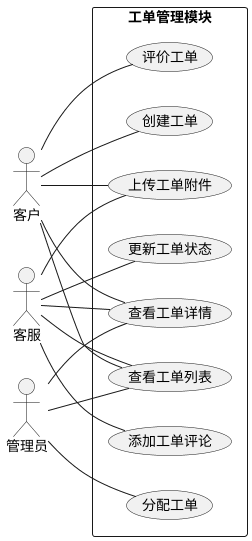 工单管理模块
评价工单
创建工单
客户
上传工单附件
更新工单状态
客服
查看工单详情
查看工单列表
管理员
添加工单评论
分配工单